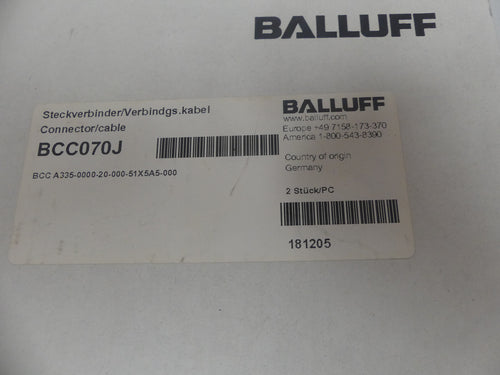 BALLUFF
Steckverbinder/Verbindgs.kabel
Connector/cable
BCC070J
BCC A335-0000-20-000-51X5A5-000
BALLUFF
www.balluff.com
Europe +49 7158-173-370
America 1-800-543-8390
Country of origin
Germany
2 Stück/PC
181205